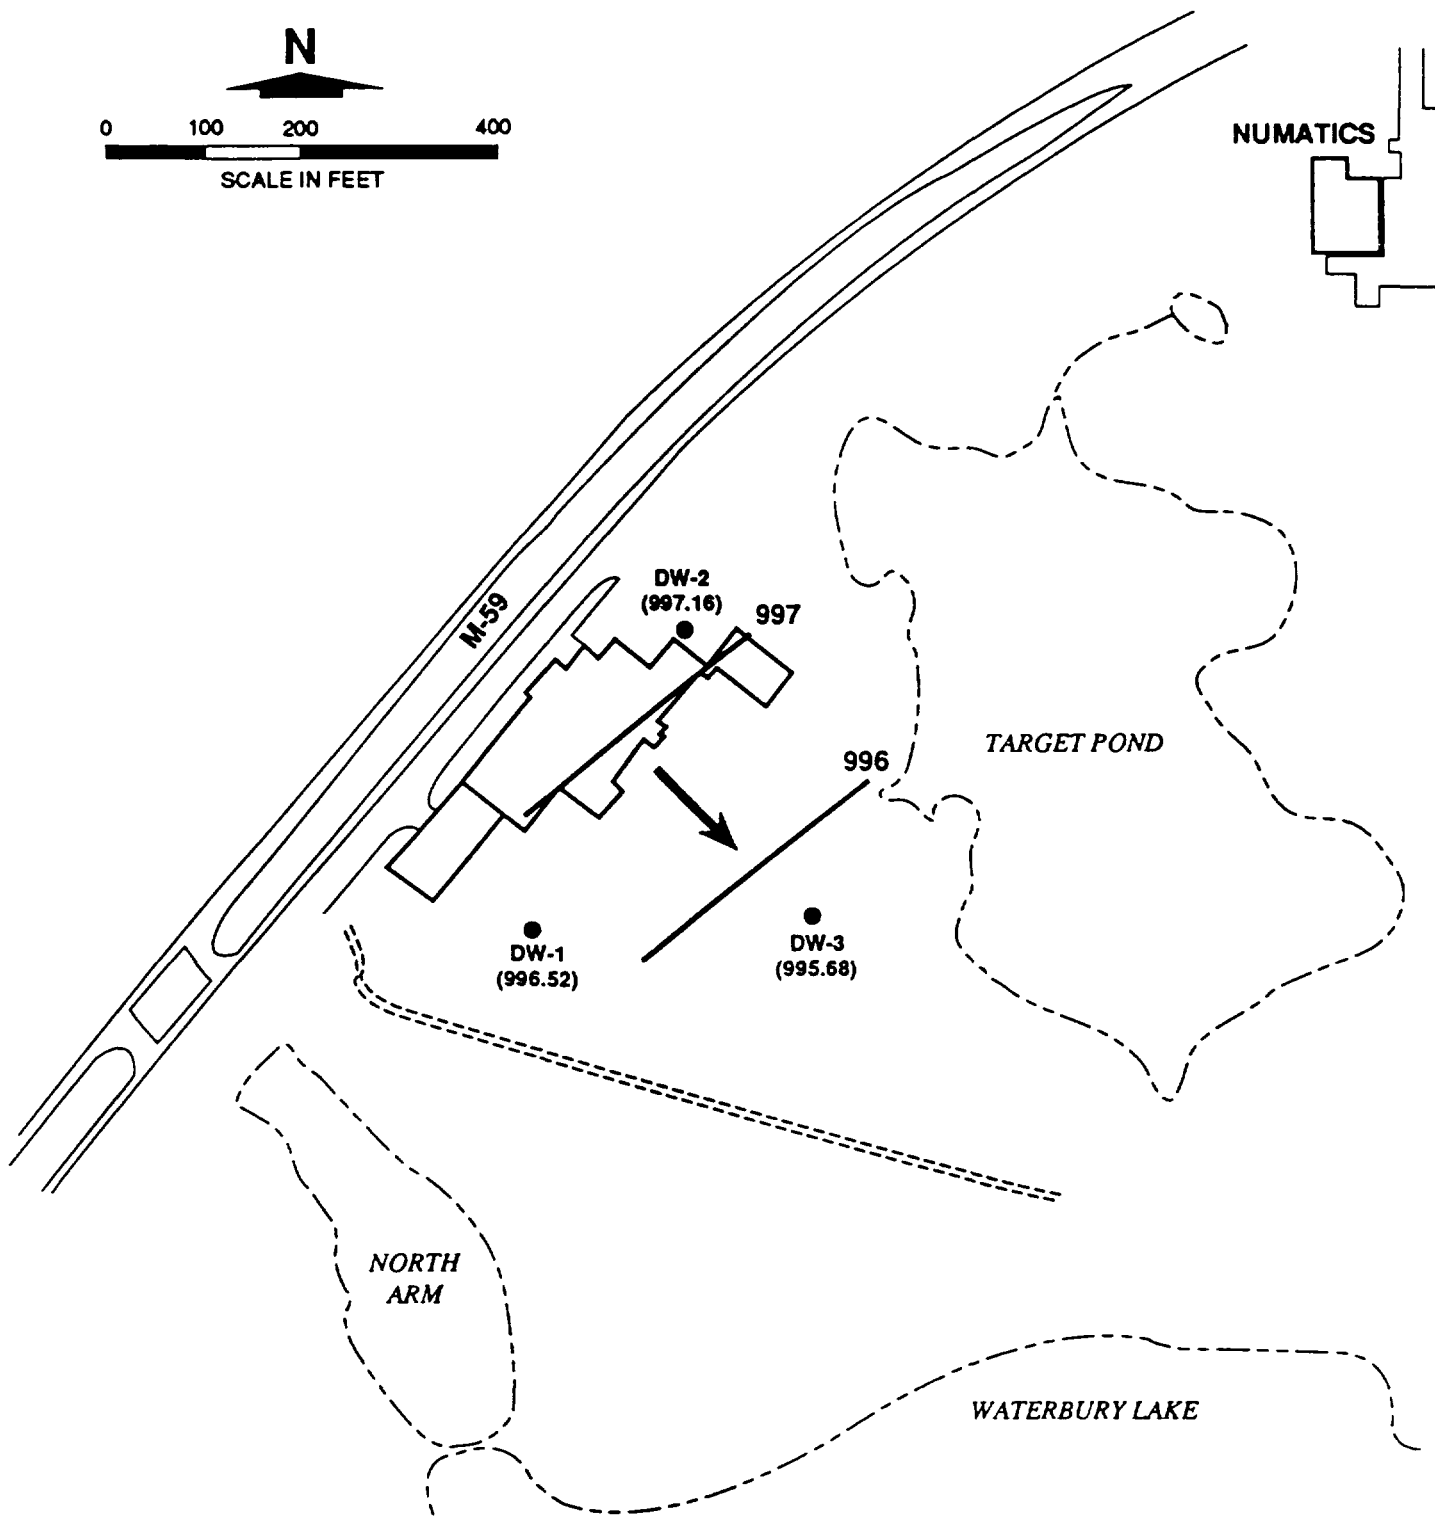 N
0 100 200 400
SCALE IN FEET
NUMATICS
M-59
DW-2
(997.16)
997
996
TARGET POND
DW-1
(996.52)
DW-3
(995.68)
NORTH
ARM
WATERBURY LAKE